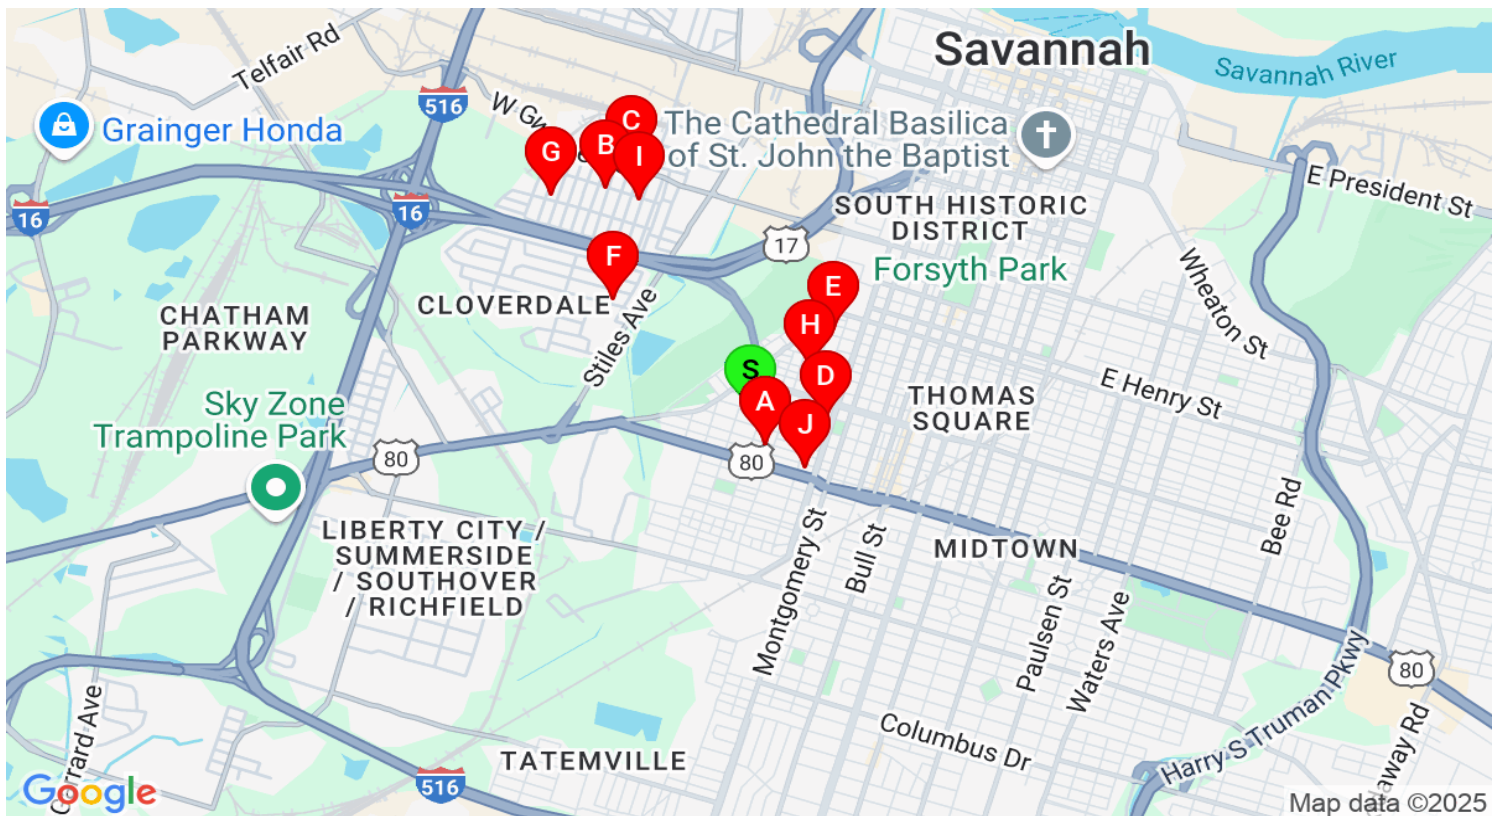 Savannah
Savannah River
Telfair Rd
516
W Gw
C
The Cathedral Basilica
of St. John the Baptist
Grainger Honda
G
B
I
E President St
16
16
SOUTH HISTORIC
DISTRICT
17
Forsyth Park
F
E
Wheaton St
CLOVERDALE
CHATHAM
PARKWAY
H
Stiles Ave
S
D
E Henry St
A
THOMAS
SQUARE
Sky Zone
Trampoline Park
J
80
80
LIBERTY CITY /
SUMMERSIDE
/ SOUTHOVER
/ RICHFIELD
Montgomery St
Bull St
MIDTOWN
Bee Rd
Paulsen St
Waters Ave
Harry S Truman Pkwy
80
Columbus Dr
TATEMVILLE
516
Google
Map data ©2025